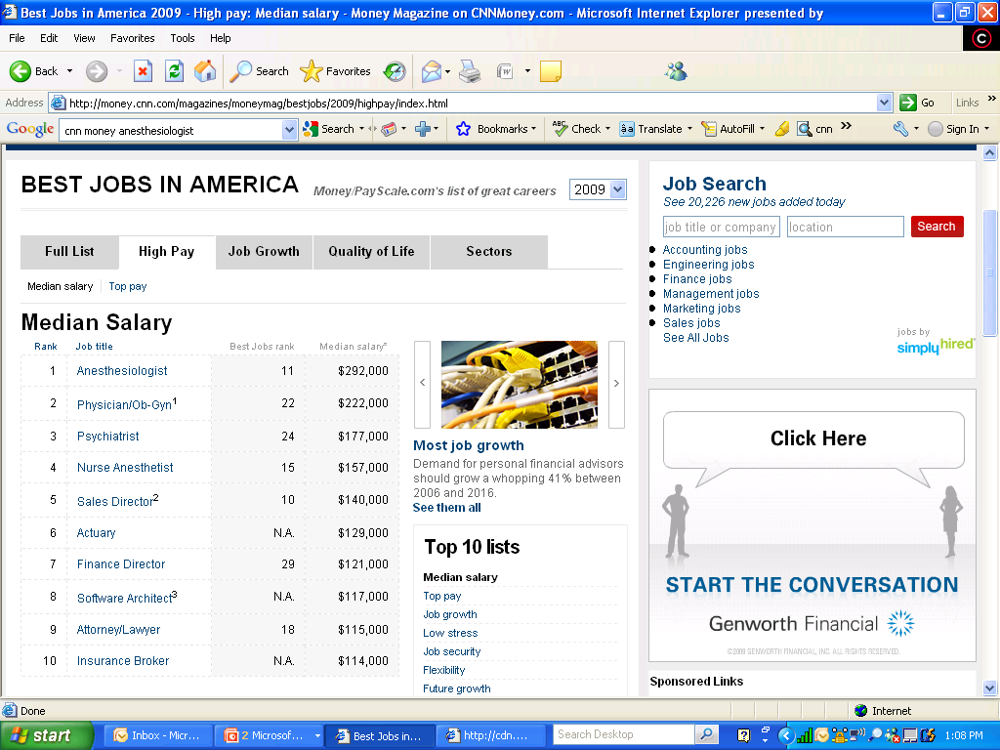 Best Jobs in America 2009 - High pay: Median salary - Money Magazine on CNNMoney.com - Microsoft Internet Explorer presented by
File Edit View Favorites Tools Help
Back Search Favorites
Address http://money.cnn.com/magazines/moneymag/bestjobs/2009/highpay/index.html Go Links »
Google cnn money anesthesiologist Search Bookmarks ABC Check Translate AutoFill cnn » Sign In
BEST JOBS IN AMERICA Money/PayScale.com's list of great careers 2009
Full List High Pay Job Growth Quality of Life Sectors
Median salary Top pay
Median Salary
Rank Job title Best Jobs rank Median salary*
1 Anesthesiologist 11 $292,000
2 Physician/Ob-Gyn1 22 $222,000
3 Psychiatrist 24 $177,000
4 Nurse Anesthetist 15 $157,000
5 Sales Director2 10 $140,000
6 Actuary N.A. $129,000
7 Finance Director 29 $121,000
8 Software Architect3 N.A. $117,000
9 Attorney/Lawyer 18 $115,000
10 Insurance Broker N.A. $114,000
Most job growth
Demand for personal financial advisors
should grow a whopping 41% between
2006 and 2016.
See them all
Top 10 lists
Median salary
Top pay
Job growth
Low stress
Job security
Flexibility
Future growth
Job Search
See 20,226 new jobs added today
job title or company location Search
Accounting jobs
Engineering jobs
Finance jobs
Management jobs
Marketing jobs
Sales jobs
See All Jobs
jobs by
simplyhired
Click Here
START THE CONVERSATION
Genworth Financial
©2009 GENWORTH FINANCIAL, INC. ALL RIGHTS RESERVED.
Sponsored Links
Done Internet
start Inbox - Micr... 2 Microsof... Best Jobs in... http://cdn.... Search Desktop 1:08 PM